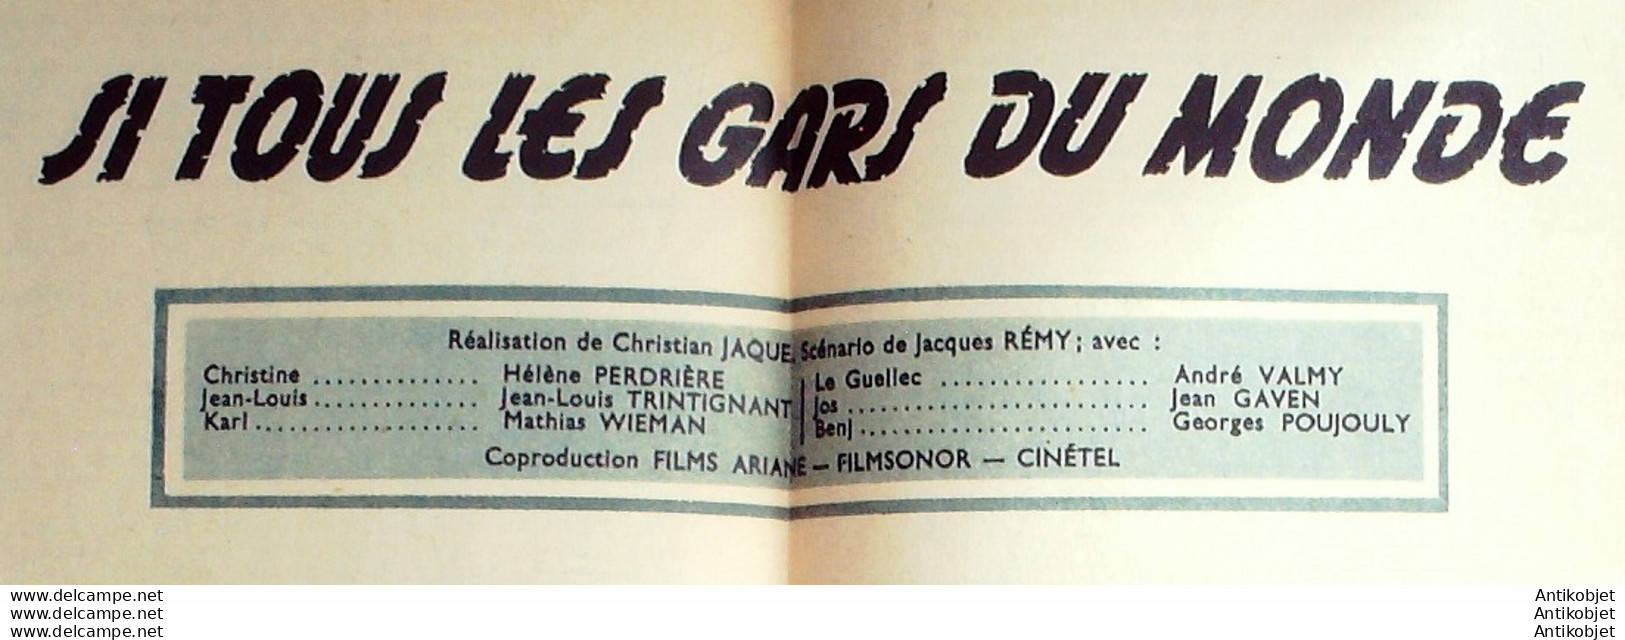 SI TOUS LES GARS DU MONDE
Réalisation de Christian JAQUE, Scénario de Jacques RÉMY ; avec :
Christine .............. Hélène PERDRIÈRE
Jean-Louis .............. Jean-Louis TRINTIGNANT
Karl .................... Mathias WIEMAN
Le Guellec .................. André VALMY
Jos .......................... Jean GAVEN
Benj ......................... Georges POUJOULY
Coproduction FILMS ARIANE — FILMSONOR — CINÉTEL
www.delcampe.net
www.delcampe.net
www.delcampe.net
Antikobjet
Antikobjet
Antikobjet